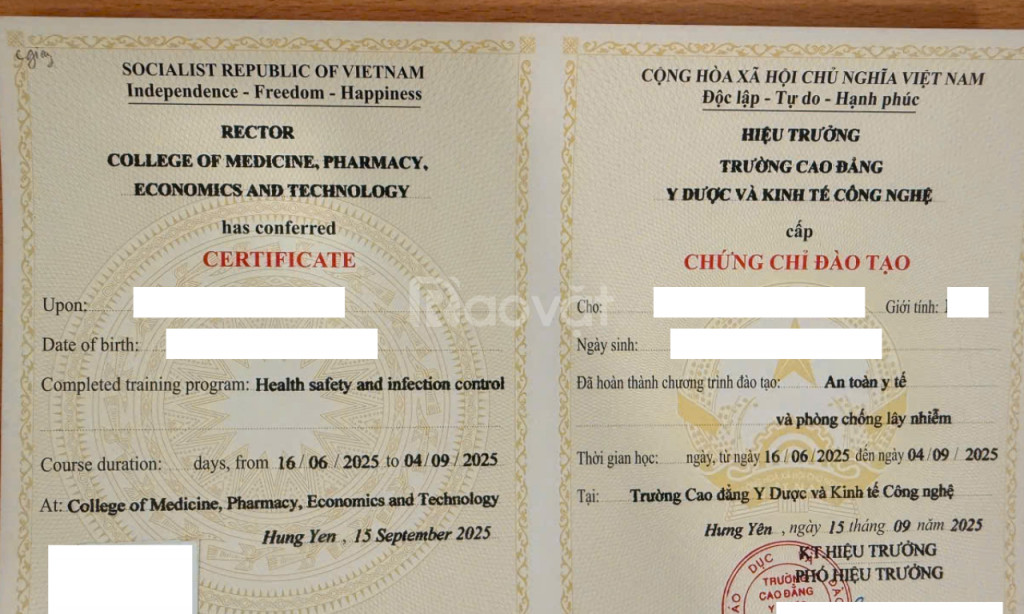 SOCIALIST REPUBLIC OF VIETNAM
Independence - Freedom - Happiness
RECTOR
COLLEGE OF MEDICINE, PHARMACY,
ECONOMICS AND TECHNOLOGY
has conferred
CERTIFICATE
Upon:
Date of birth:
Completed training program: Health safety and infection control
Course duration: days, from 16 / 06 / 2025 to 04 / 09 / 2025
At: College of Medicine, Pharmacy, Economics and Technology
Hung Yen , 15 September 2025
CỘNG HÒA XÃ HỘI CHỦ NGHĨA VIỆT NAM
Độc lập - Tự do - Hạnh phúc
HIỆU TRƯỞNG
TRƯỜNG CAO ĐẲNG
Y DƯỢC VÀ KINH TẾ CÔNG NGHỆ
cấp
CHỨNG CHỈ ĐÀO TẠO
Cho: Giới tính:
Ngày sinh:
Đã hoàn thành chương trình đào tạo: An toàn y tế
và phòng chống lây nhiễm
Thời gian học: ngày, từ ngày 16 / 06 / 2025 đến ngày 04 / 09 / 2025
Tại: Trường Cao đẳng Y Dược và Kinh tế Công nghệ
Hưng Yên , ngày 15 tháng 09 năm 2025
KT.HIỆU TRƯỞNG
PHÓ HIỆU TRƯỞNG
DỤC
TRƯỜNG
CAO ĐẲNG
raovat